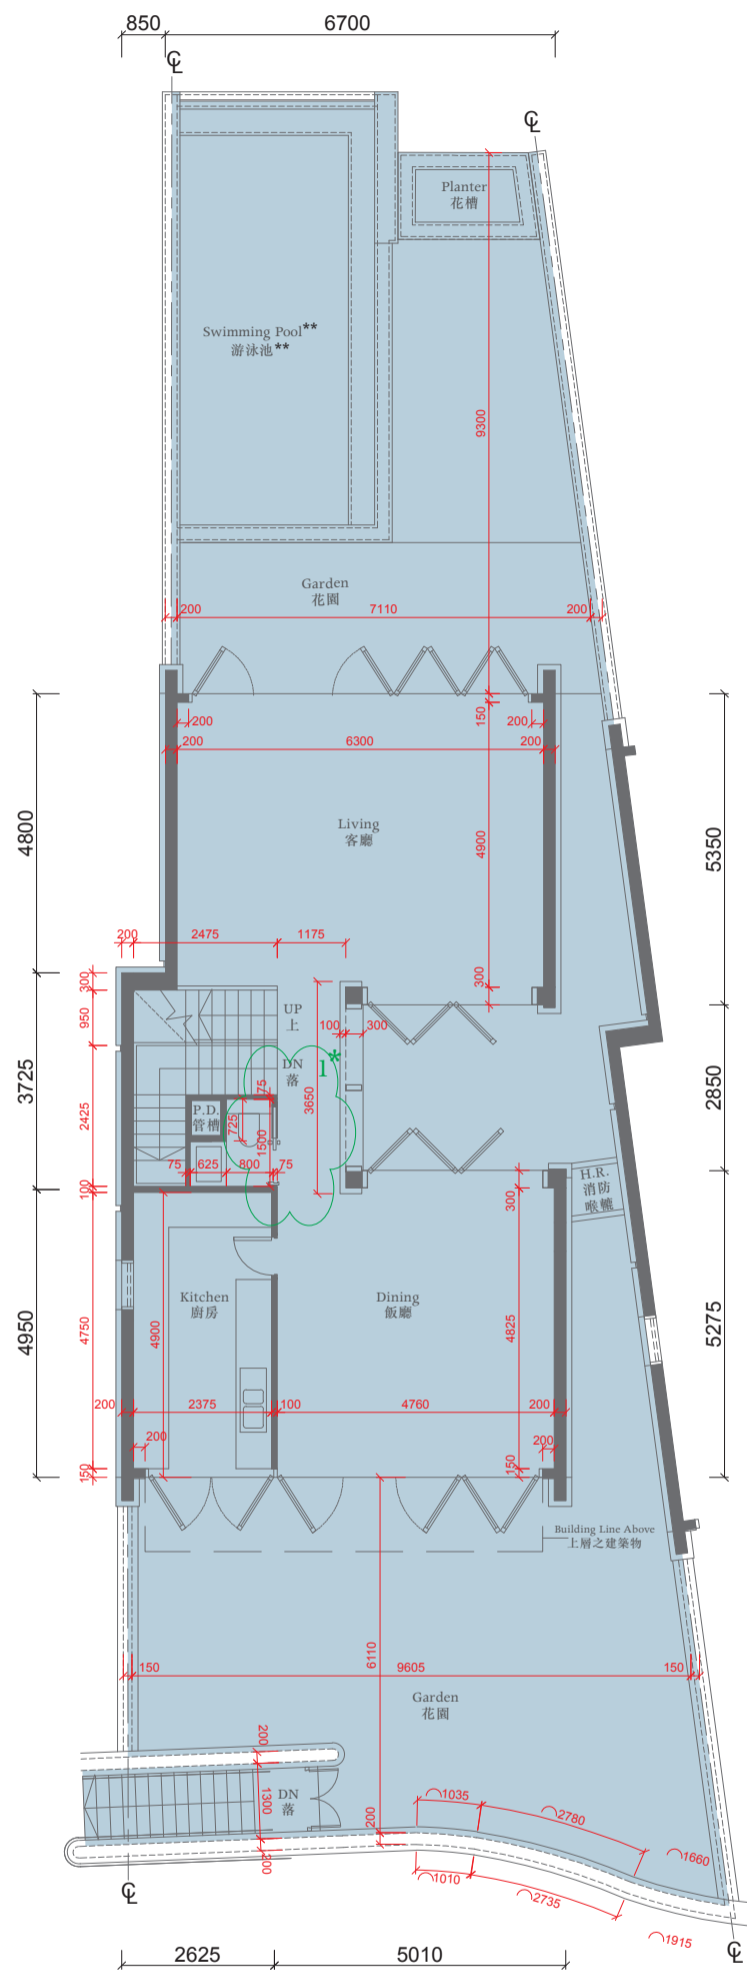 850
6700
℄
℄
Planter
花槽
Swimming Pool**
游泳池**
9300
Garden
花園
200
7110
200
200
150
200
200
6300
200
4800
5350
Living
客廳
4900
200
2475
1175
300
300
950
UP
上
100
300
DN
落
1*
3725
2850
2425
3650
75
P.D.
管槽
725
1500
75
625
800
75
H.R.
消防
喉轆
100
300
Kitchen
廚房
Dining
飯廳
4950
5275
4750
4900
4825
200
2375
100
4760
200
200
200
150
150
Building Line Above
上層之建築物
6110
150
9605
150
Garden
花園
200
DN
落
1300
200
200
⌒1035
⌒2780
⌒1660
⌒1010
⌒2735
⌒1915
℄
℄
2625
5010